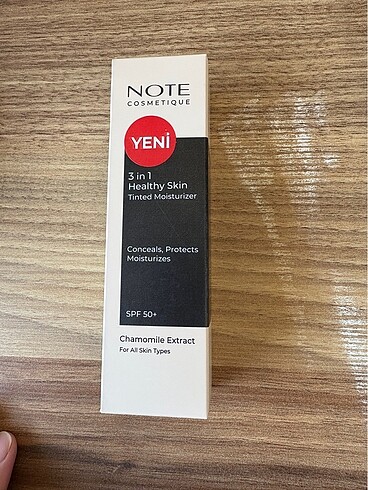 NOTE
COSMETIQUE
YENİ
3 in 1
Healthy Skin
Tinted Moisturizer
Conceals, Protects
Moisturizes
SPF 50+
Chamomile Extract
For All Skin Types